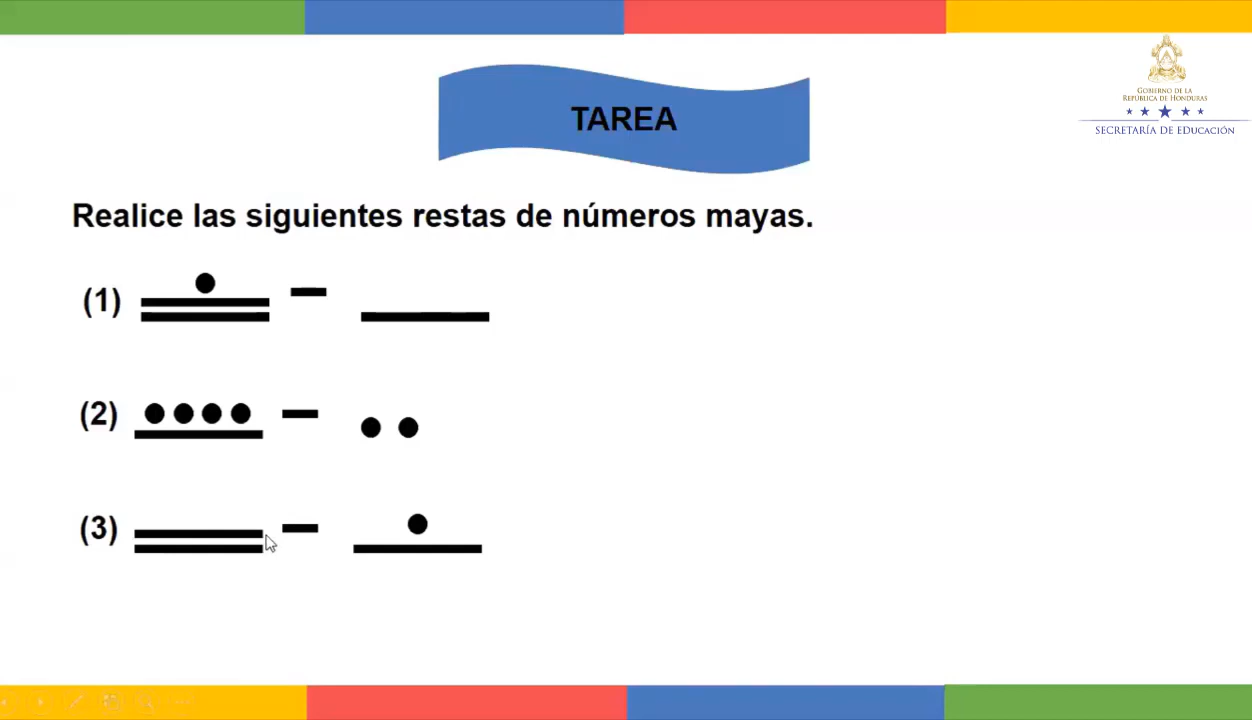 GOBIERNO DE LA
REPÚBLICA DE HONDURAS
SECRETARÍA DE EDUCACIÓN
TAREA
Realice las siguientes restas de números mayas.
(1)
(2)
(3)